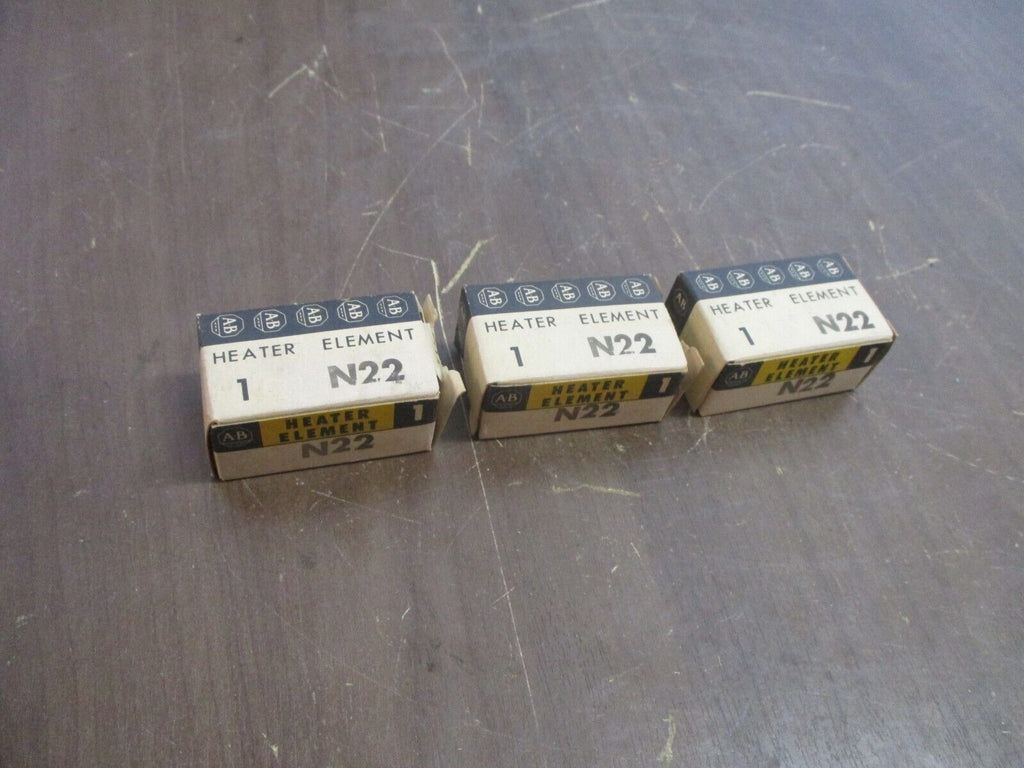 AB AB AB AB AB
HEATER ELEMENT
1 N22
AB HEATER 1
ELEMENT
N22
AB AB AB AB AB
HEATER ELEMENT
1 N22
AB HEATER 1
ELEMENT
N22
AB AB AB AB AB
HEATER ELEMENT
1 N22
AB HEATER 1
ELEMENT
N22